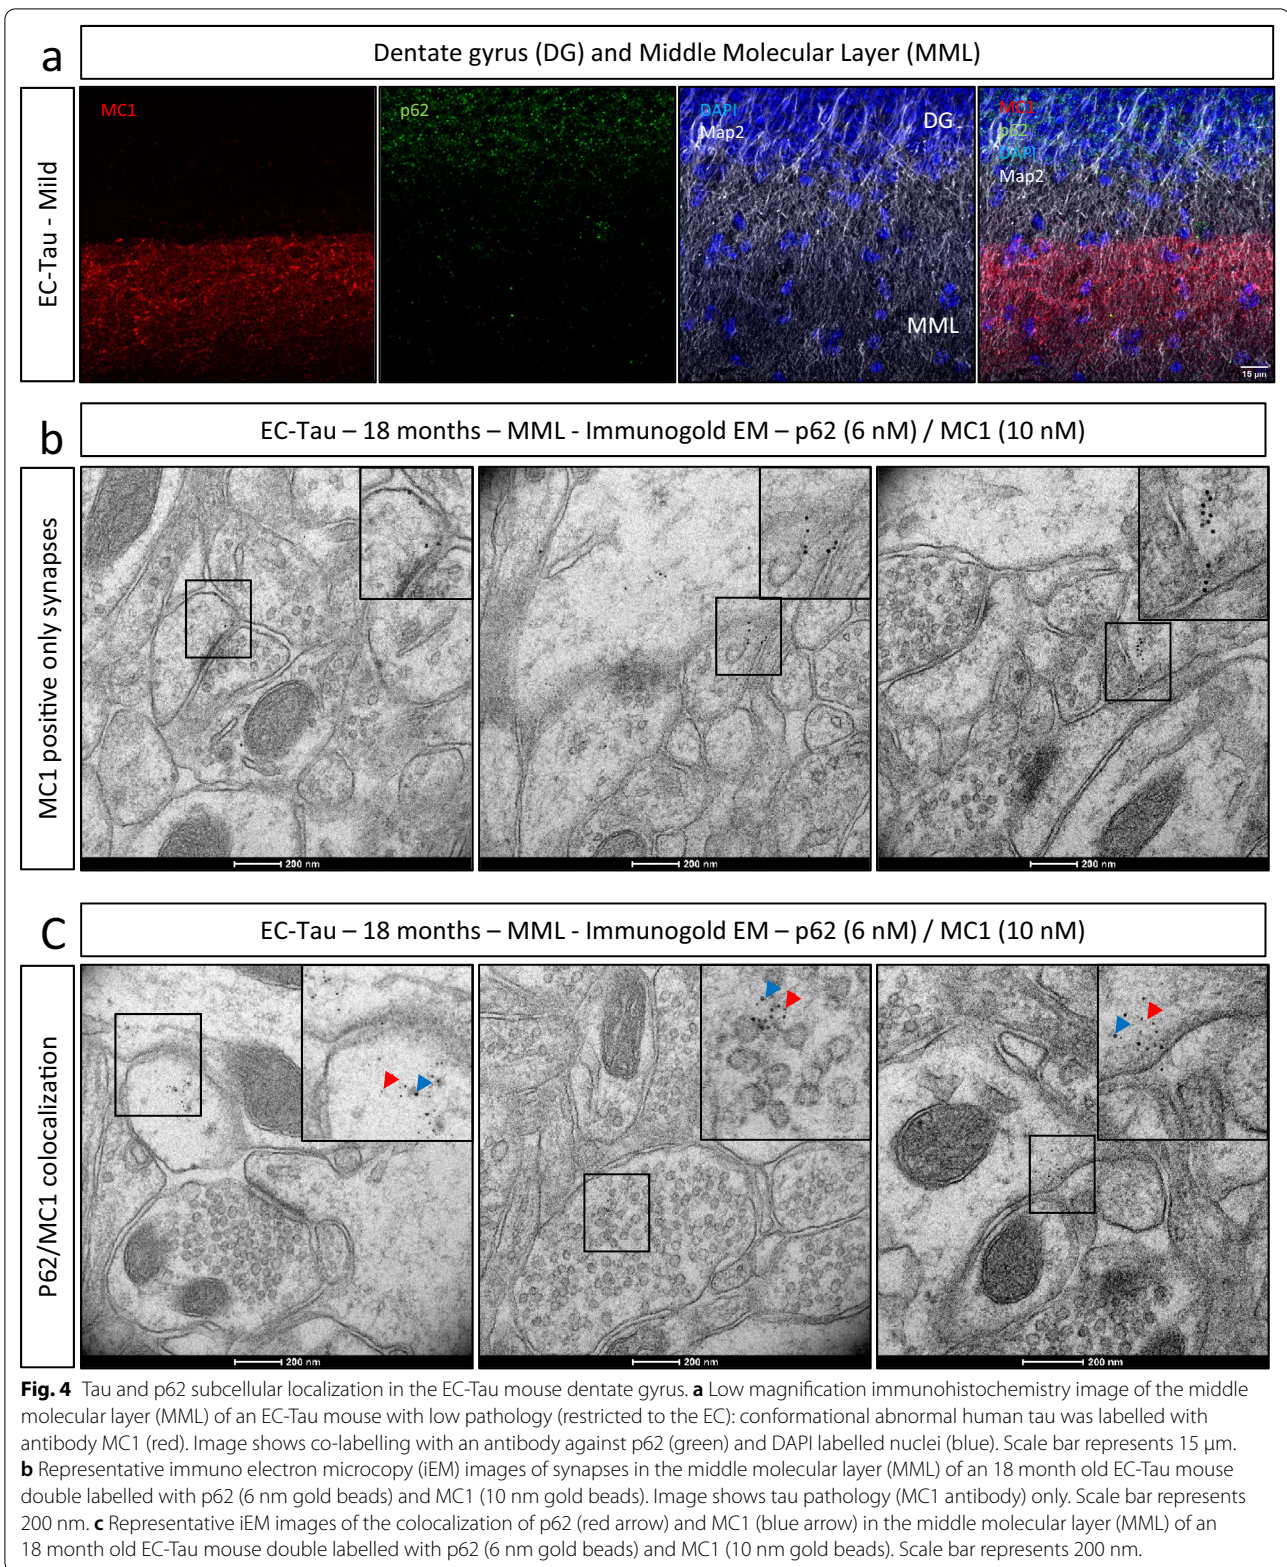 a
Dentate gyrus (DG) and Middle Molecular Layer (MML)
EC-Tau - Mild
MC1
p62
DAPI
Map2
DG
MML
MC1
p62
DAPI
Map2
15 µm
b
EC-Tau – 18 months – MML - Immunogold EM – p62 (6 nM) / MC1 (10 nM)
MC1 positive only synapses
200 nm
200 nm
200 nm
C
EC-Tau – 18 months – MML - Immunogold EM – p62 (6 nM) / MC1 (10 nM)
P62/MC1 colocalization
200 nm
200 nm
200 nm
Fig. 4 Tau and p62 subcellular localization in the EC-Tau mouse dentate gyrus. a Low magnification immunohistochemistry image of the middle
molecular layer (MML) of an EC-Tau mouse with low pathology (restricted to the EC): conformational abnormal human tau was labelled with
antibody MC1 (red). Image shows co-labelling with an antibody against p62 (green) and DAPI labelled nuclei (blue). Scale bar represents 15 µm.
b Representative immuno electron microcopy (iEM) images of synapses in the middle molecular layer (MML) of an 18 month old EC-Tau mouse
double labelled with p62 (6 nm gold beads) and MC1 (10 nm gold beads). Image shows tau pathology (MC1 antibody) only. Scale bar represents
200 nm. c Representative iEM images of the colocalization of p62 (red arrow) and MC1 (blue arrow) in the middle molecular layer (MML) of an
18 month old EC-Tau mouse double labelled with p62 (6 nm gold beads) and MC1 (10 nm gold beads). Scale bar represents 200 nm.